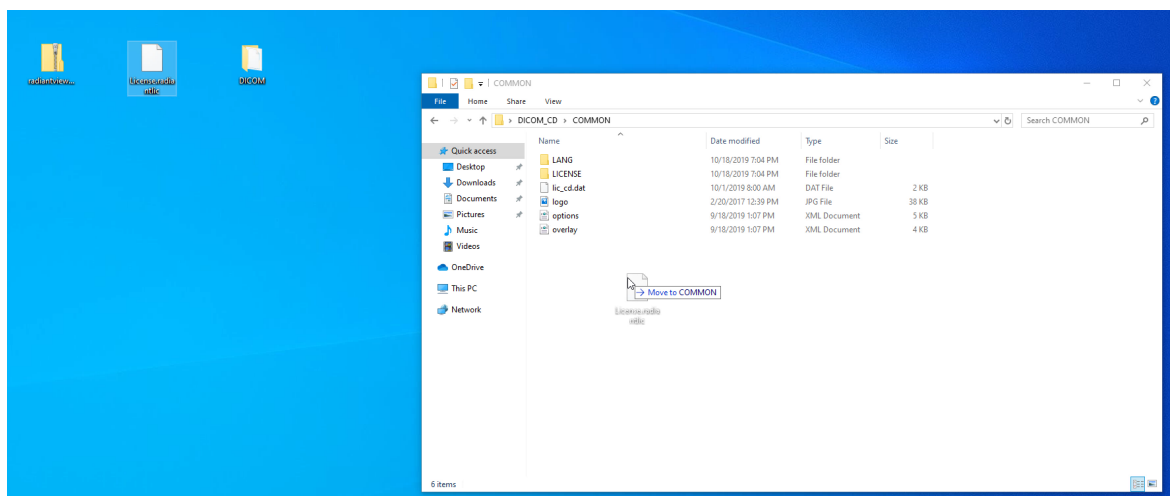 radiantview...
License.radia
ntlic
DICOM
COMMON
File Home Share View
DICOM_CD > COMMON
Search COMMON
Name Date modified Type Size
Quick access
Desktop
Downloads
Documents
Pictures
Music
Videos
OneDrive
This PC
Network
LANG 10/18/2019 7:04 PM File folder
LICENSE 10/18/2019 7:04 PM File folder
lic_cd.dat 10/1/2019 8:00 AM DAT File 2 KB
logo 2/20/2017 12:39 PM JPG File 38 KB
options 9/18/2019 1:07 PM XML Document 5 KB
overlay 9/18/2019 1:07 PM XML Document 4 KB
Move to COMMON
License.radia
ntlic
6 items